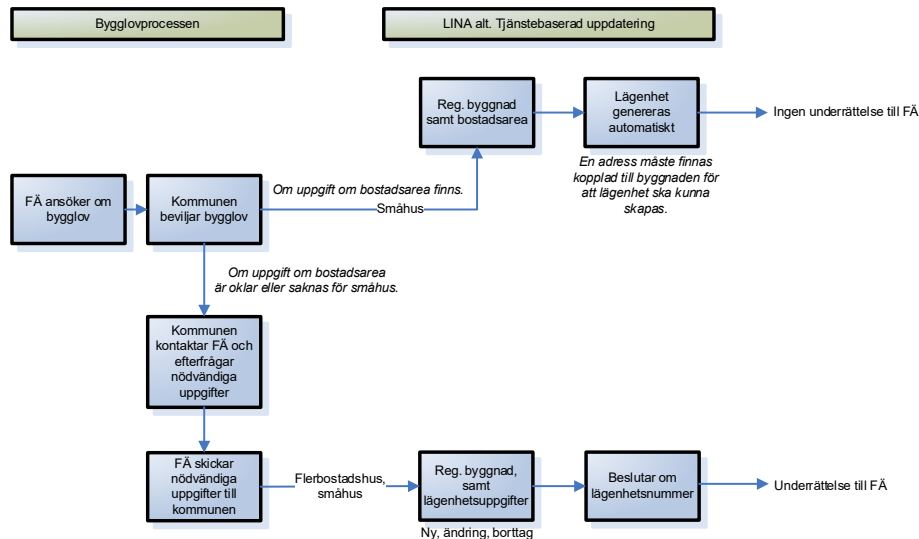 Bygglovprocessen
LINA alt. Tjänstebaserad uppdatering
Reg. byggnad
samt bostadsarea
Lägenhet
genereras
automatiskt
Ingen underrättelse till FÄ
En adress måste finnas
kopplad till byggnaden för
att lägenhet ska kunna
skapas.
FÄ ansöker om
bygglov
Kommunen
beviljar bygglov
Om uppgift om bostadsarea finns.
Småhus
Om uppgift om bostadsarea
är oklar eller saknas för småhus.
Kommunen
kontaktar FÄ och
efterfrågar
nödvändiga
uppgifter
FÄ skickar
nödvändiga
uppgifter till
kommunen
Flerbostadshus,
småhus
Reg. byggnad,
samt
lägenhetsuppgifter
Ny, ändring, borttag
Beslutar om
lägenhetsnummer
Underrättelse till FÄ